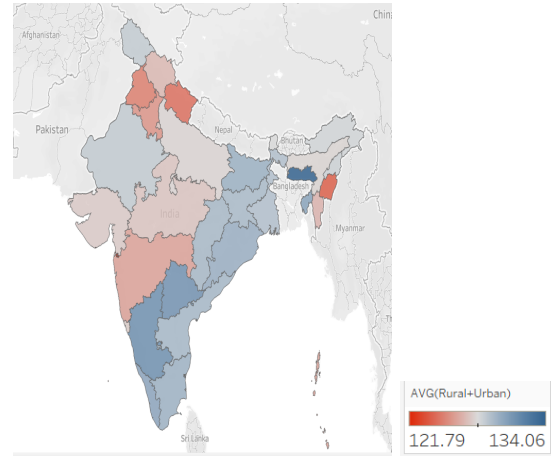 China
Afghanistan
Pakistan
Nepal
Bhutan
Bangladesh
India
Myanmar
Sri Lanka
AVG(Rural+Urban)
121.79 134.06